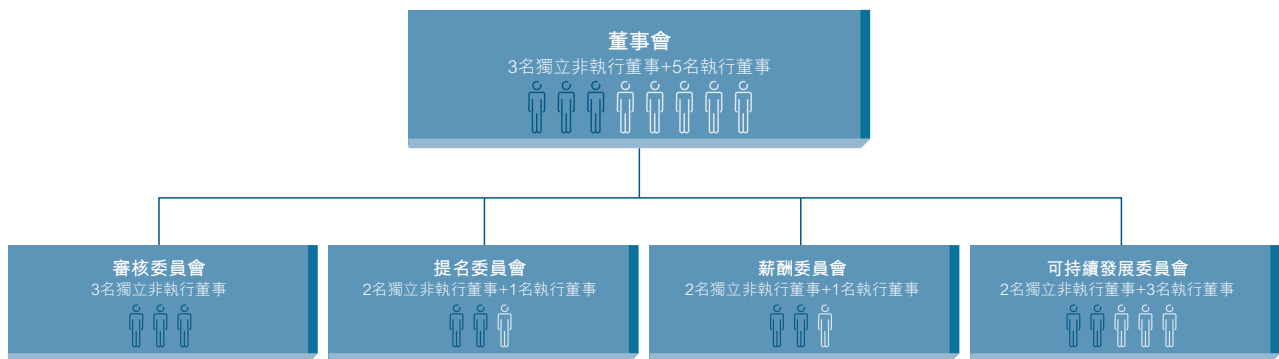 董事會
3名獨立非執行董事+5名執行董事
審核委員會
3名獨立非執行董事
提名委員會
2名獨立非執行董事+1名執行董事
薪酬委員會
2名獨立非執行董事+1名執行董事
可持續發展委員會
2名獨立非執行董事+3名執行董事